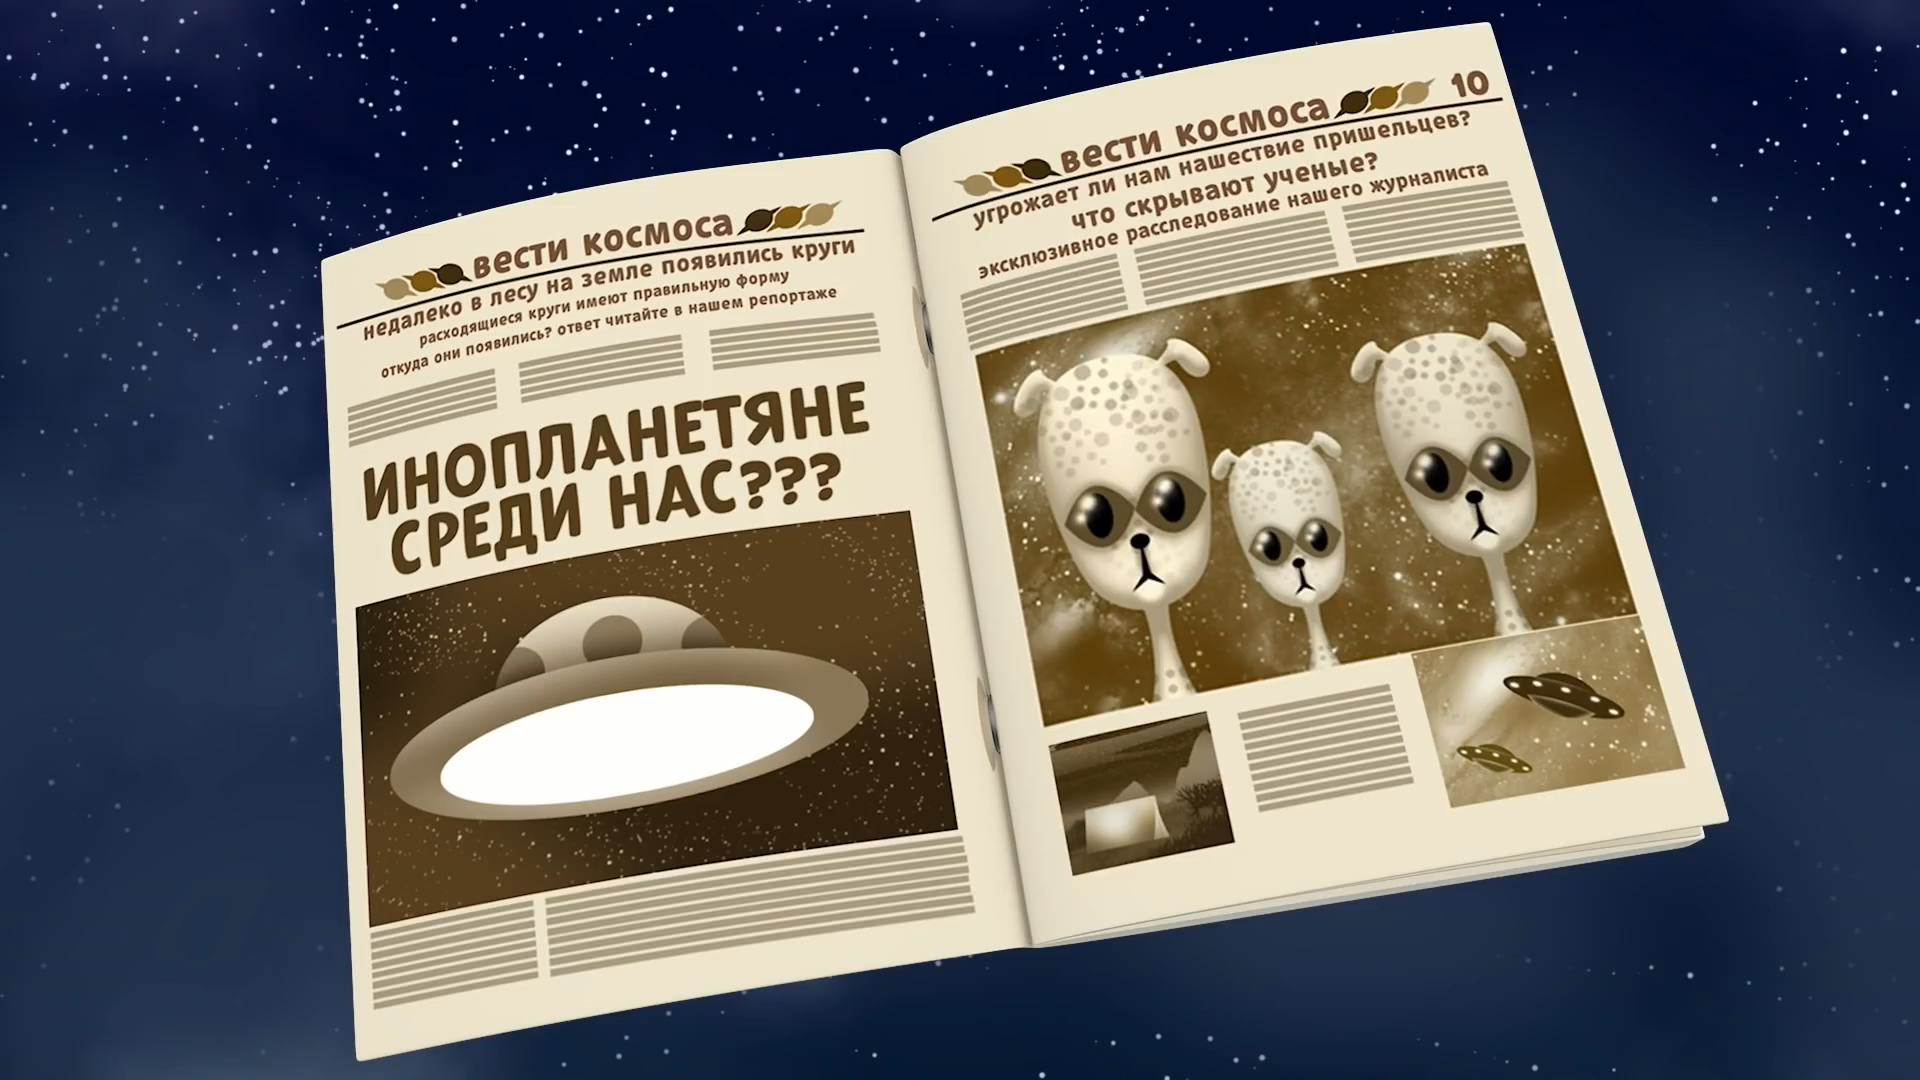 вести космоса
недалеко в лесу на земле появились круги
расходящиеся круги имеют правильную форму
откуда они появились? ответ читайте в нашем репортаже
ИНОПЛАНЕТЯНЕ
СРЕДИ НАС???
вести космоса 10
угрожает ли нам нашествие пришельцев?
что скрывают ученые?
эксклюзивное расследование нашего журналиста